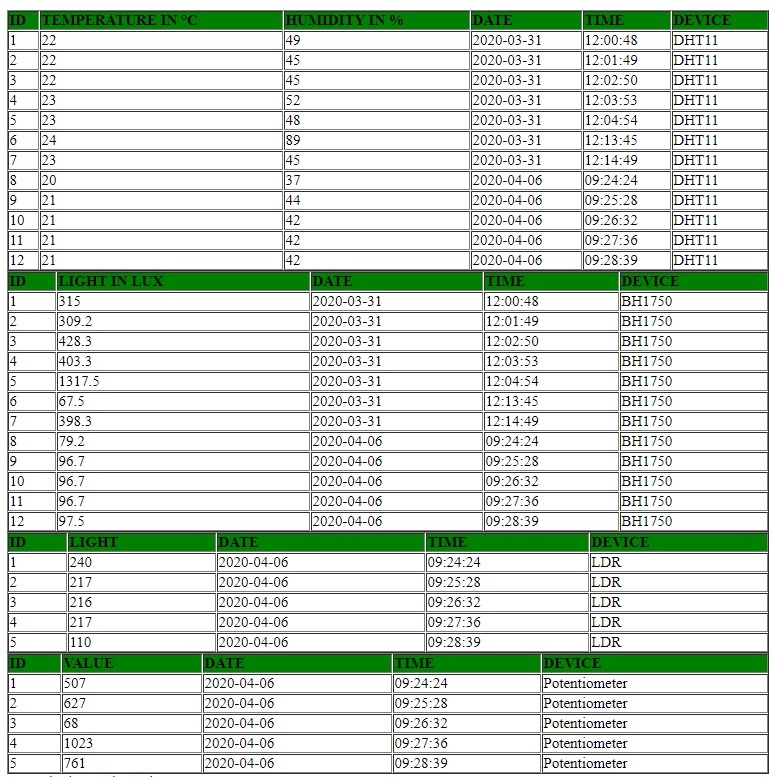 ID TEMPERATURE IN °C HUMIDITY IN % DATE TIME DEVICE
1 22 49 2020-03-31 12:00:48 DHT11
2 22 45 2020-03-31 12:01:49 DHT11
3 22 45 2020-03-31 12:02:50 DHT11
4 23 52 2020-03-31 12:03:53 DHT11
5 23 48 2020-03-31 12:04:54 DHT11
6 24 89 2020-03-31 12:13:45 DHT11
7 23 45 2020-03-31 12:14:49 DHT11
8 20 37 2020-04-06 09:24:24 DHT11
9 21 44 2020-04-06 09:25:28 DHT11
10 21 42 2020-04-06 09:26:32 DHT11
11 21 42 2020-04-06 09:27:36 DHT11
12 21 42 2020-04-06 09:28:39 DHT11
ID LIGHT IN LUX DATE TIME DEVICE
1 315 2020-03-31 12:00:48 BH1750
2 309.2 2020-03-31 12:01:49 BH1750
3 428.3 2020-03-31 12:02:50 BH1750
4 403.3 2020-03-31 12:03:53 BH1750
5 1317.5 2020-03-31 12:04:54 BH1750
6 67.5 2020-03-31 12:13:45 BH1750
7 398.3 2020-03-31 12:14:49 BH1750
8 79.2 2020-04-06 09:24:24 BH1750
9 96.7 2020-04-06 09:25:28 BH1750
10 96.7 2020-04-06 09:26:32 BH1750
11 96.7 2020-04-06 09:27:36 BH1750
12 97.5 2020-04-06 09:28:39 BH1750
ID LIGHT DATE TIME DEVICE
1 240 2020-04-06 09:24:24 LDR
2 217 2020-04-06 09:25:28 LDR
3 216 2020-04-06 09:26:32 LDR
4 217 2020-04-06 09:27:36 LDR
5 110 2020-04-06 09:28:39 LDR
ID VALUE DATE TIME DEVICE
1 507 2020-04-06 09:24:24 Potentiometer
2 627 2020-04-06 09:25:28 Potentiometer
3 68 2020-04-06 09:26:32 Potentiometer
4 1023 2020-04-06 09:27:36 Potentiometer
5 761 2020-04-06 09:28:39 Potentiometer